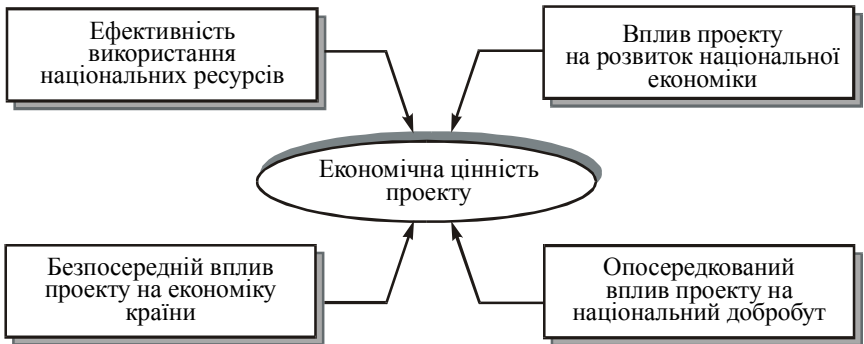 Ефективність
використання
національних ресурсів
Вплив проекту
на розвиток національної
економіки
Економічна цінність
проекту
Безпосередній вплив
проекту на економіку
країни
Опосередкований
вплив проекту на
національний добробут